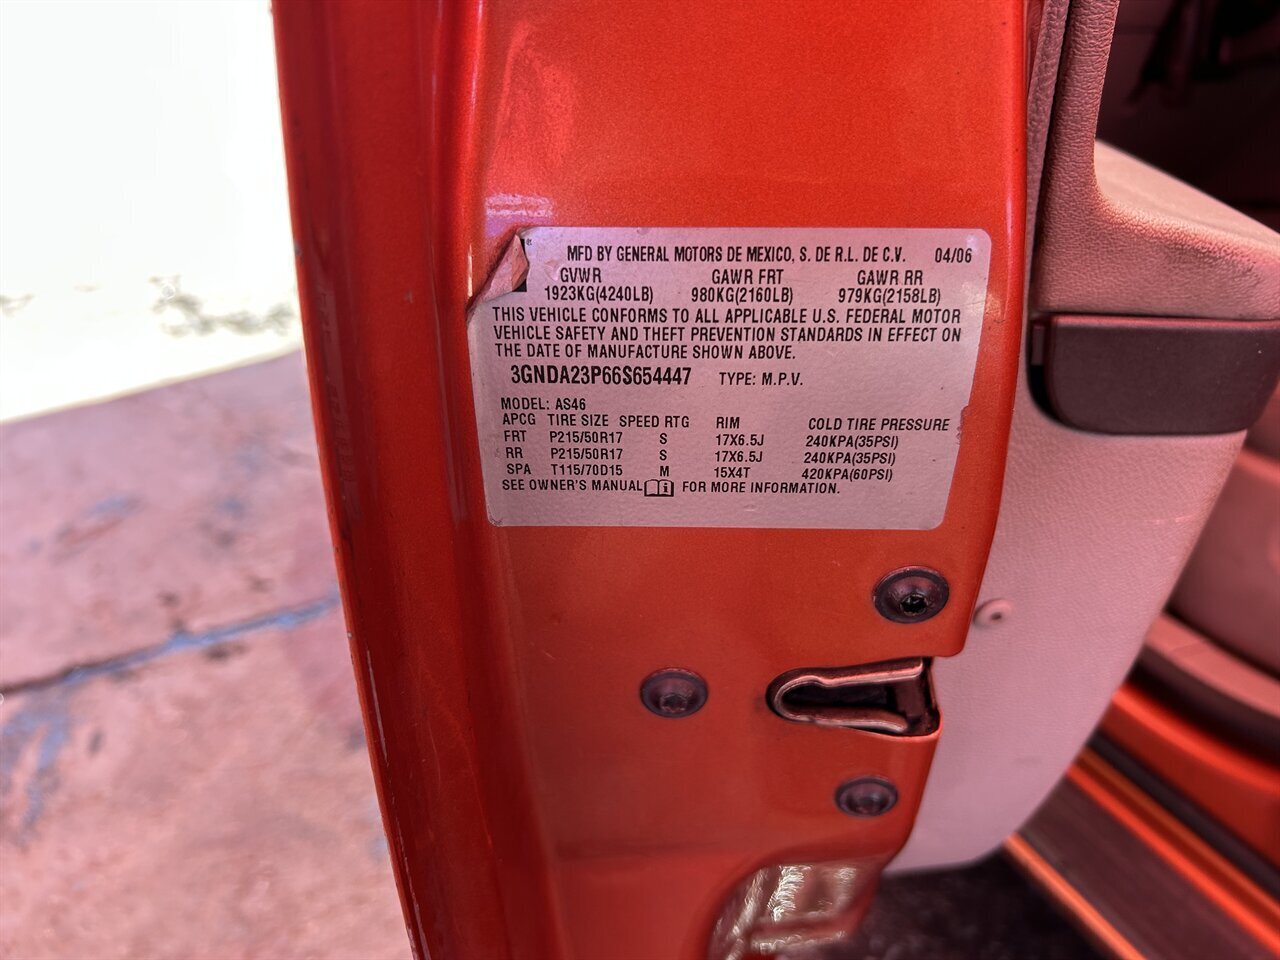 MFD BY GENERAL MOTORS DE MEXICO, S. DE R.L. DE C.V. 04/06
GVWR GAWR FRT GAWR RR
1923KG(4240LB) 980KG(2160LB) 979KG(2158LB)
THIS VEHICLE CONFORMS TO ALL APPLICABLE U.S. FEDERAL MOTOR
VEHICLE SAFETY AND THEFT PREVENTION STANDARDS IN EFFECT ON
THE DATE OF MANUFACTURE SHOWN ABOVE.
3GNDA23P66S654447 TYPE: M.P.V.
MODEL: AS46
APCG TIRE SIZE SPEED RTG RIM COLD TIRE PRESSURE
FRT P215/50R17 S 17X6.5J 240KPA(35PSI)
RR P215/50R17 S 17X6.5J 240KPA(35PSI)
SPA T115/70D15 M 15X4T 420KPA(60PSI)
SEE OWNER'S MANUAL FOR MORE INFORMATION.